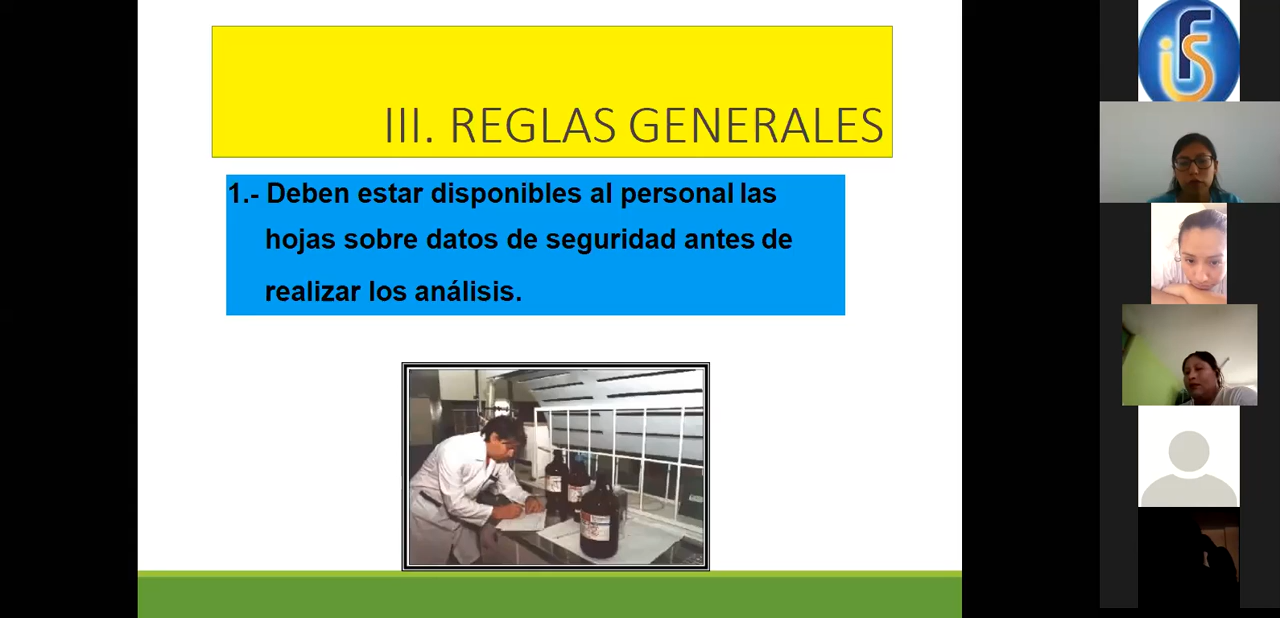 III. REGLAS GENERALES
1.- Deben estar disponibles al personal las
hojas sobre datos de seguridad antes de
realizar los análisis.